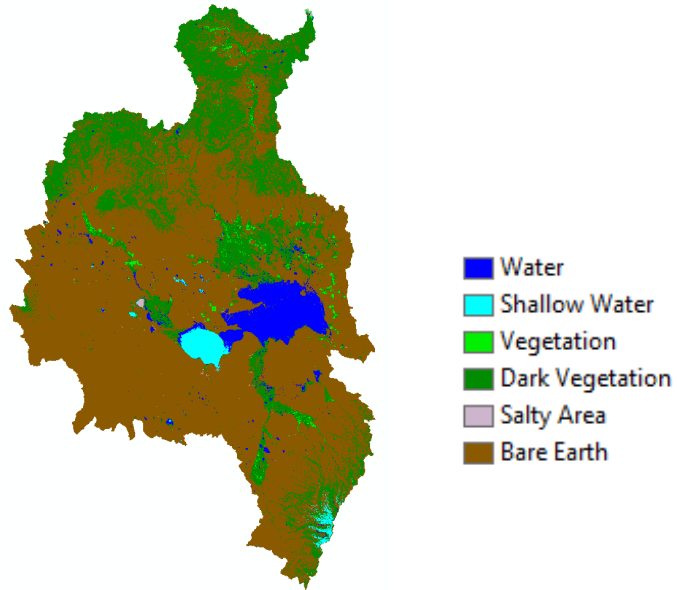 Water
Shallow Water
Vegetation
Dark Vegetation
Salty Area
Bare Earth